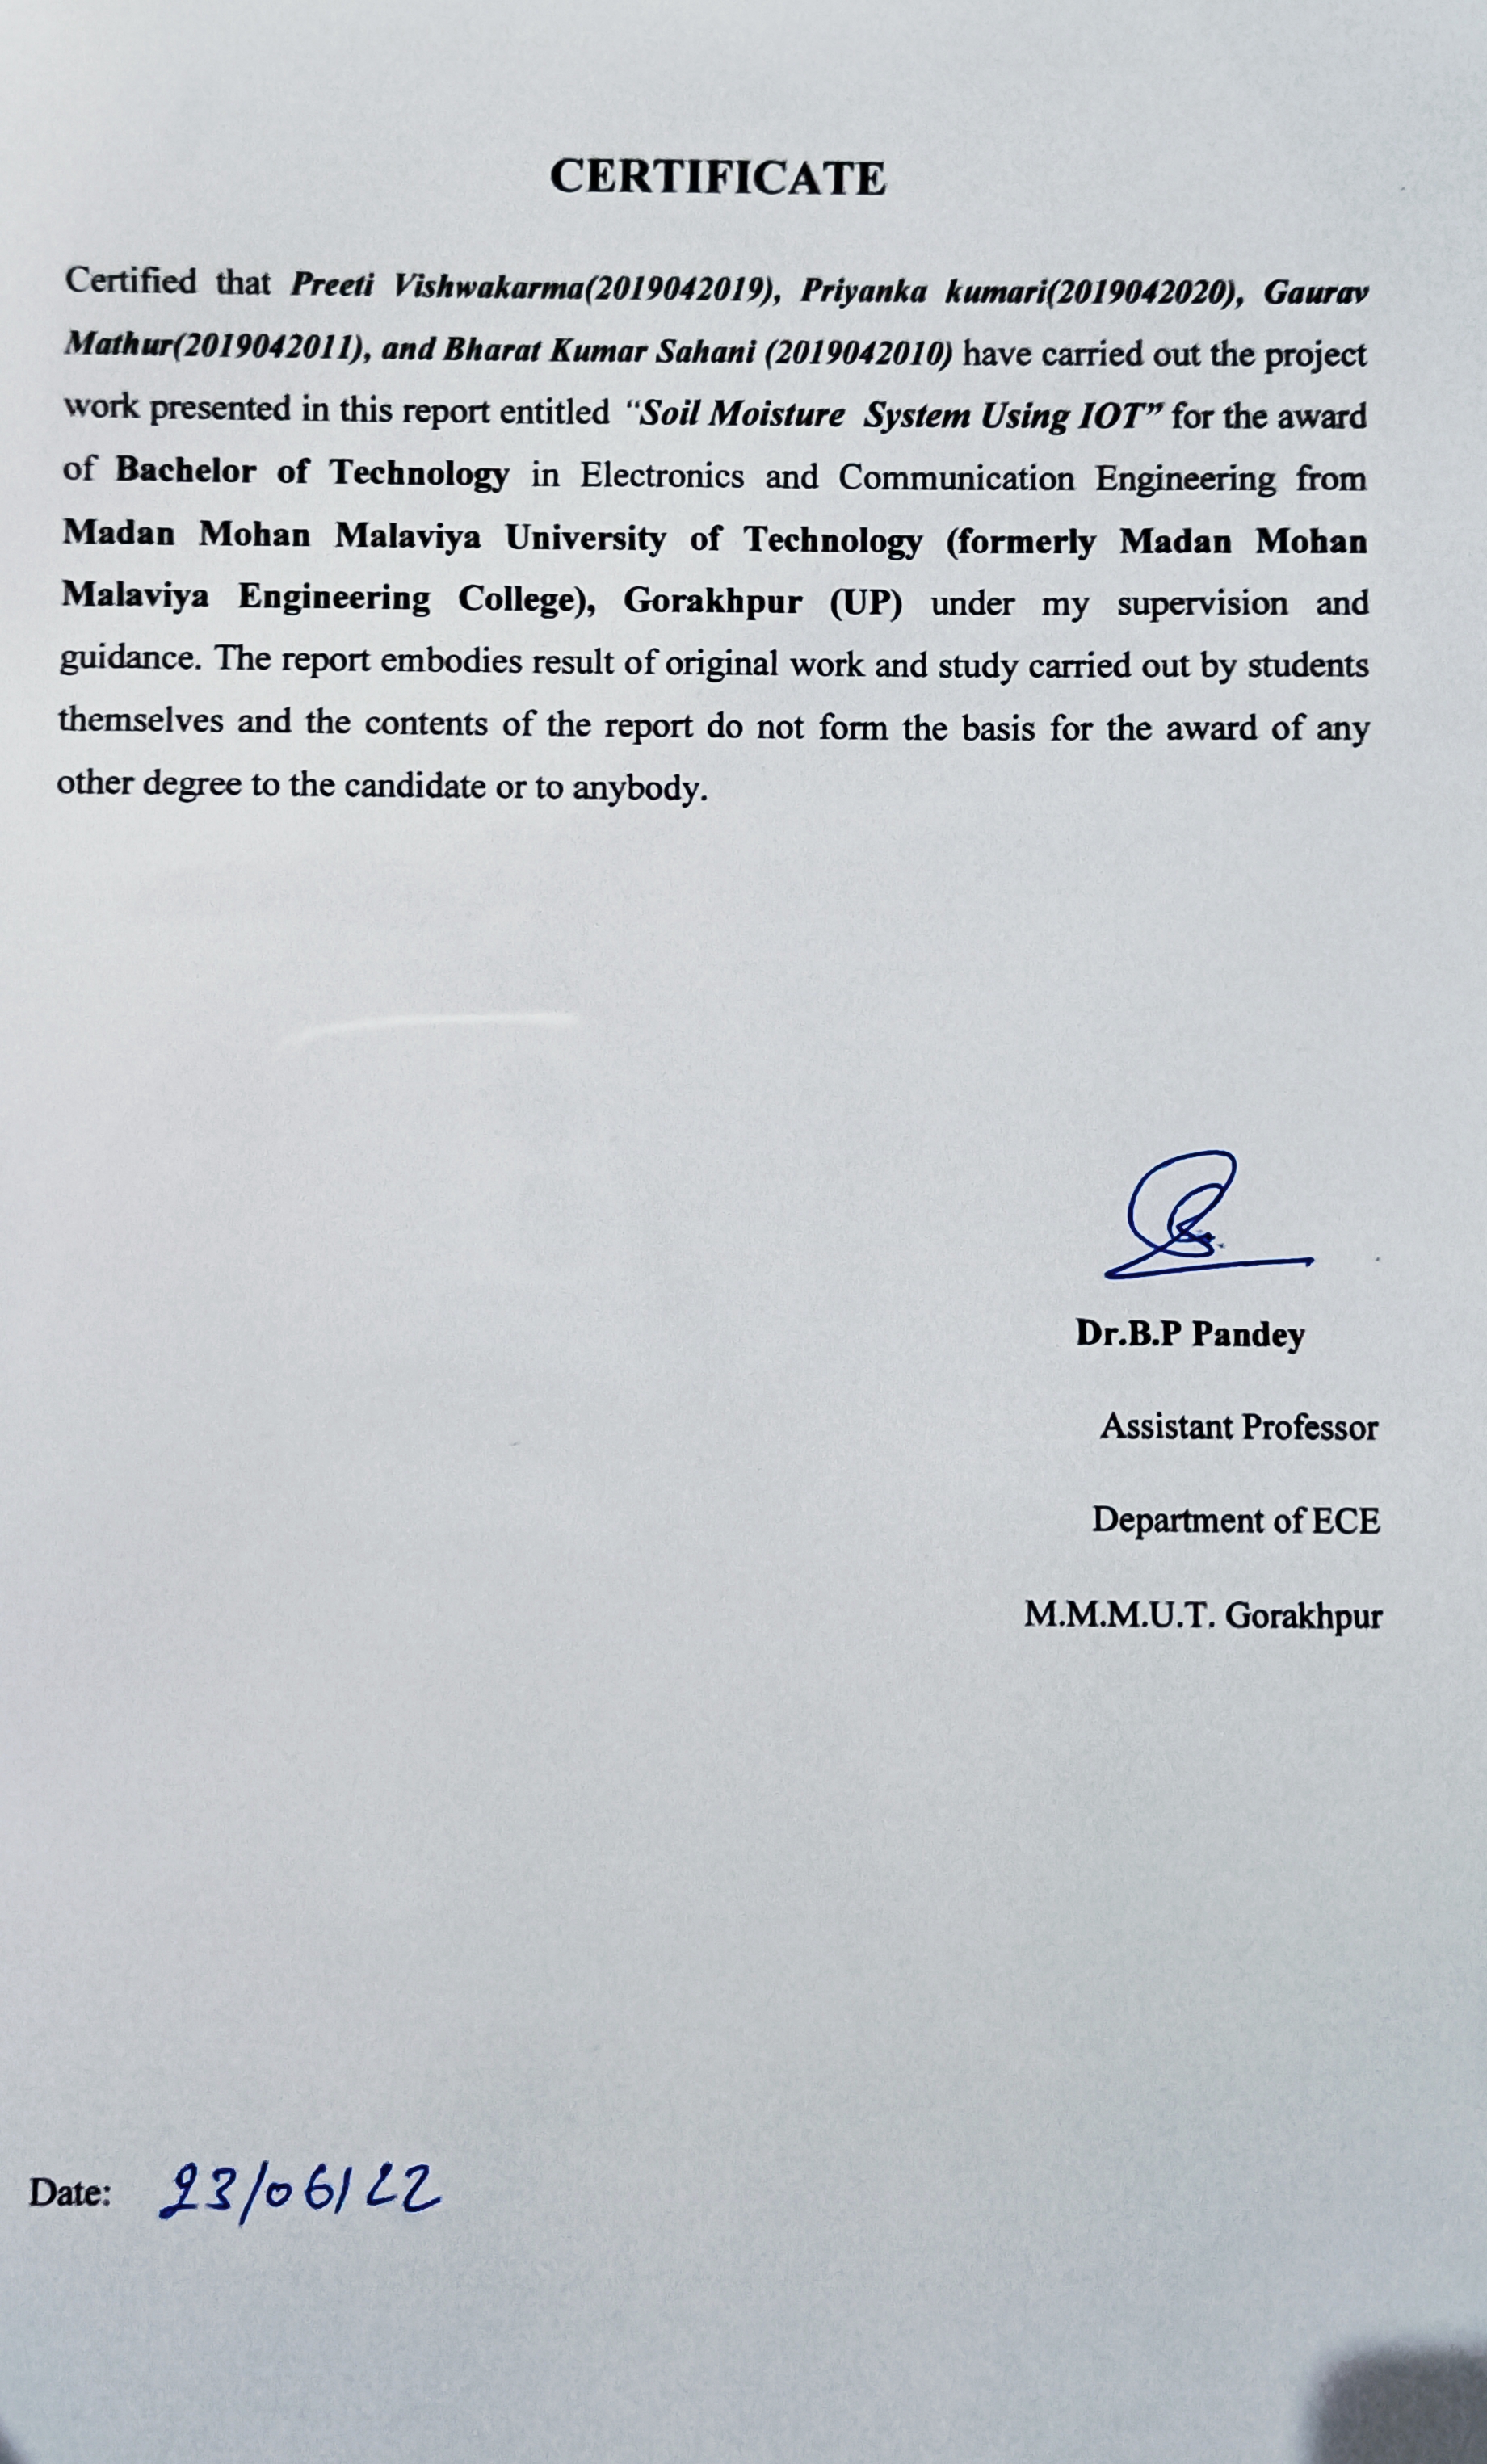 CERTIFICATE
Certified that Preeti Vishwakarma(2019042019), Priyanka kumari(2019042020), Gaurav
Mathur(2019042011), and Bharat Kumar Sahani (2019042010) have carried out the project
work presented in this report entitled “Soil Moisture System Using IOT” for the award
of Bachelor of Technology in Electronics and Communication Engineering from
Madan Mohan Malaviya University of Technology (formerly Madan Mohan
Malaviya Engineering College), Gorakhpur (UP) under my supervision and
guidance. The report embodies result of original work and study carried out by students
themselves and the contents of the report do not form the basis for the award of any
other degree to the candidate or to anybody.
Dr.B.P Pandey
Assistant Professor
Department of ECE
M.M.M.U.T. Gorakhpur
Date: 23/06/22